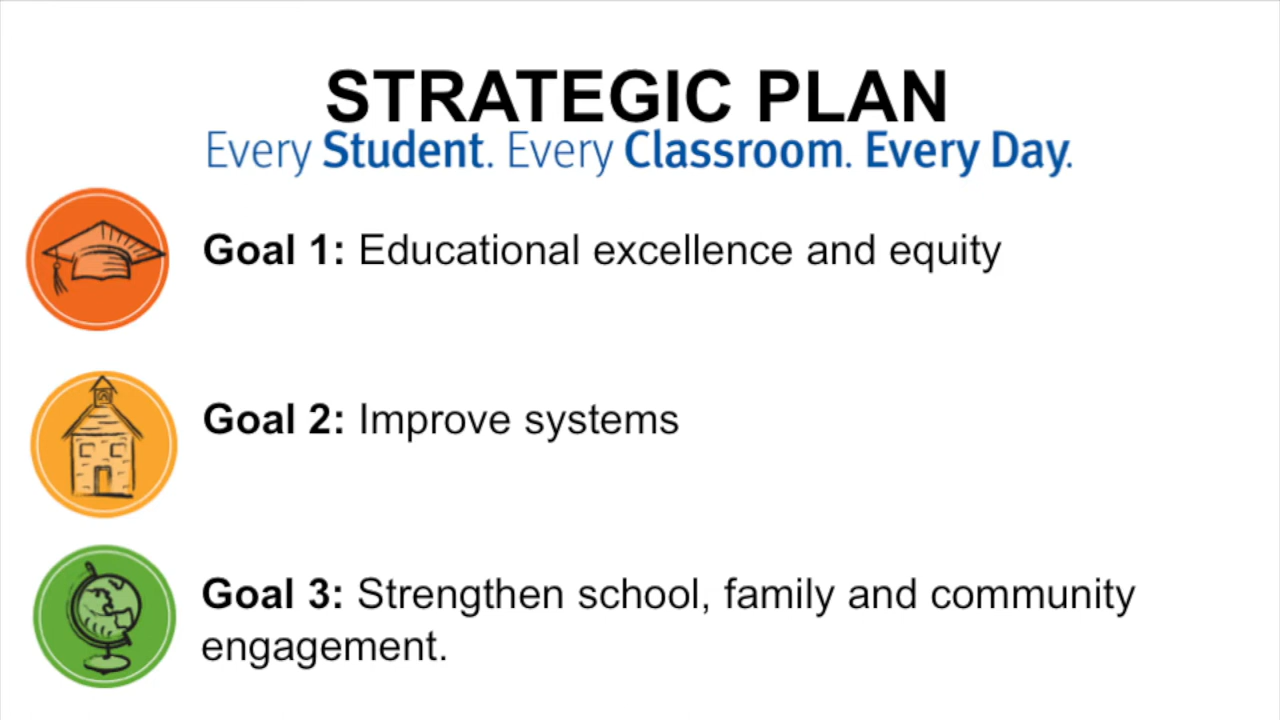 STRATEGIC PLAN
Every Student. Every Classroom. Every Day.
Goal 1: Educational excellence and equity
Goal 2: Improve systems
Goal 3: Strengthen school, family and community
engagement.